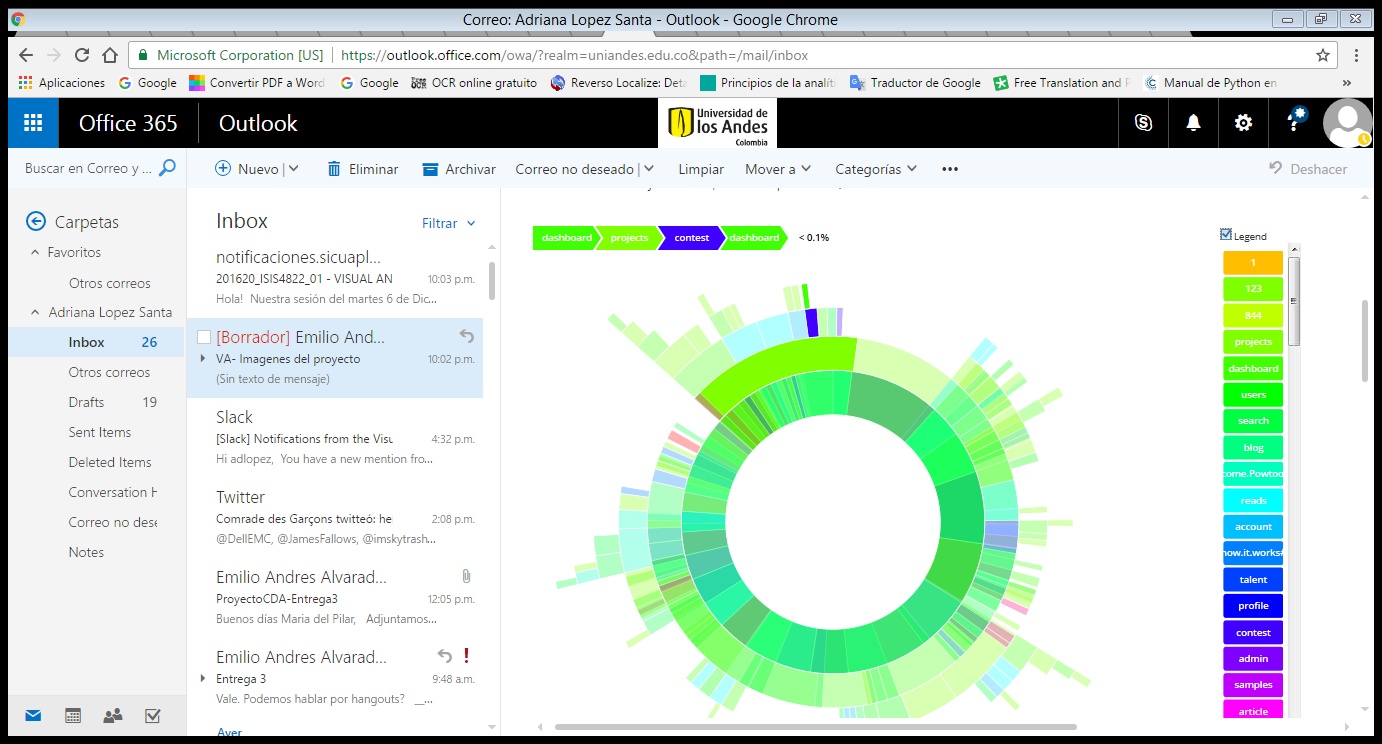 Correo: Adriana Lopez Santa - Outlook - Google Chrome
Microsoft Corporation [US] https://outlook.office.com/owa/?realm=uniandes.edu.co&path=/mail/inbox
Aplicaciones Google Convertir PDF a Word Google OCR online gratuito Reverso Localize: Deta Principios de la analíti Traductor de Google Free Translation and P Manual de Python en »
Office 365 Outlook
Universidad de
los Andes
Colombia
Buscar en Correo y ... Nuevo Eliminar Archivar Correo no deseado Limpiar Mover a Categorías ••• Deshacer
Carpetas
Favoritos
Otros correos
Adriana Lopez Santa
Inbox 26
Otros correos
Drafts 19
Sent Items
Deleted Items
Conversation H
Correo no dese
Notes
Inbox Filtrar
notificaciones.sicuapl...
201620_ISIS4822_01 - VISUAL AN 10:03 p.m.
Hola! Nuestra sesión del martes 6 de Dic...
[Borrador] Emilio And...
VA- Imagenes del proyecto 10:02 p.m.
(Sin texto de mensaje)
Slack
[Slack] Notifications from the Visu 4:32 p.m.
Hi adlopez, You have a new mention fro...
Twitter
Comrade des Garçons twitteó: he 2:08 p.m.
@DellEMC, @JamesFallows, @imskytrash...
Emilio Andres Alvarad...
ProyectoCDA-Entrega3 12:05 p.m.
Buenos días Maria del Pilar, Adjuntamos...
Emilio Andres Alvarad... !
Entrega 3 9:48 a.m.
Vale. Podemos hablar por hangouts? __...
Ayer
dashboard projects contest dashboard < 0.1%
Legend
1
123
844
projects
dashboard
users
search
blog
come.Powtoo
reads
account
how.it.works#
talent
profile
contest
admin
samples
article